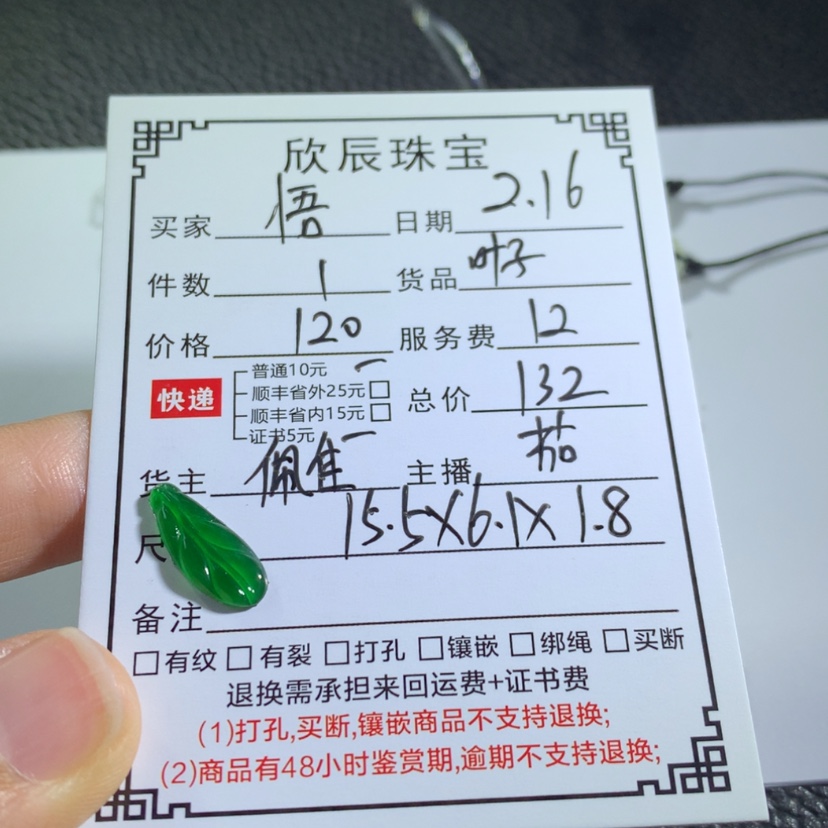 欣辰珠宝
买家 悟 日期 2.16
件数 1 货品 叶子
价格 120 服务费 12
快递
普通10元
顺丰省外25元□
顺丰省内15元□
证书5元
总价 132
货主 佩佳 主播 茄
尺 15.5X6.1X1.8
备注
□有纹 □有裂 □打孔 □镶嵌 □绑绳 □买断
退换需承担来回运费+证书费
(1)打孔,买断,镶嵌商品不支持退换;
(2)商品有48小时鉴赏期,逾期不支持退换;